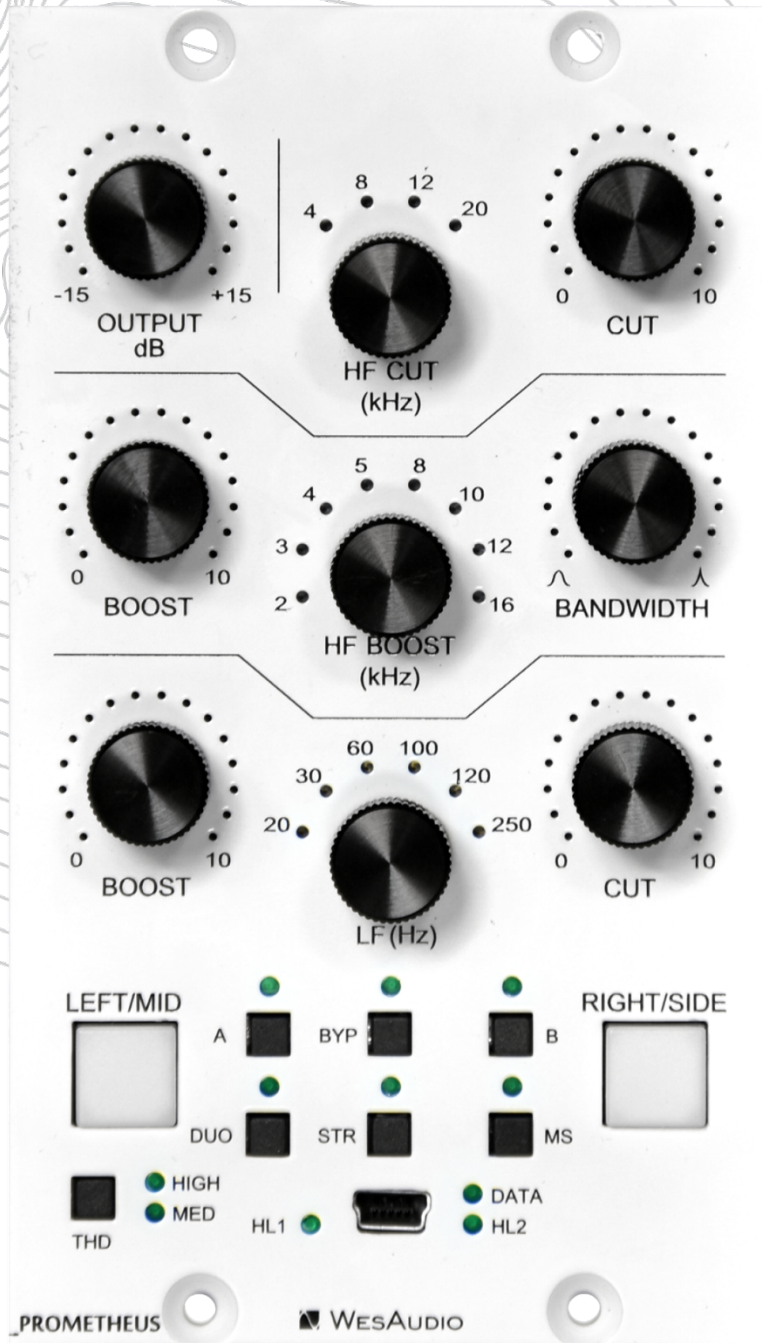 4
8
12
20
-15
+15
OUTPUT
dB
HF CUT
(kHz)
0
10
CUT
0
10
BOOST
2
3
4
5
8
10
12
16
HF BOOST
(kHz)
BANDWIDTH
0
10
BOOST
20
30
60
100
120
250
LF (Hz)
0
10
CUT
LEFT/MID
RIGHT/SIDE
A
BYP
B
DUO
STR
MS
THD
HIGH
MED
HL1
DATA
HL2
_PROMETHEUS
WESAUDIO